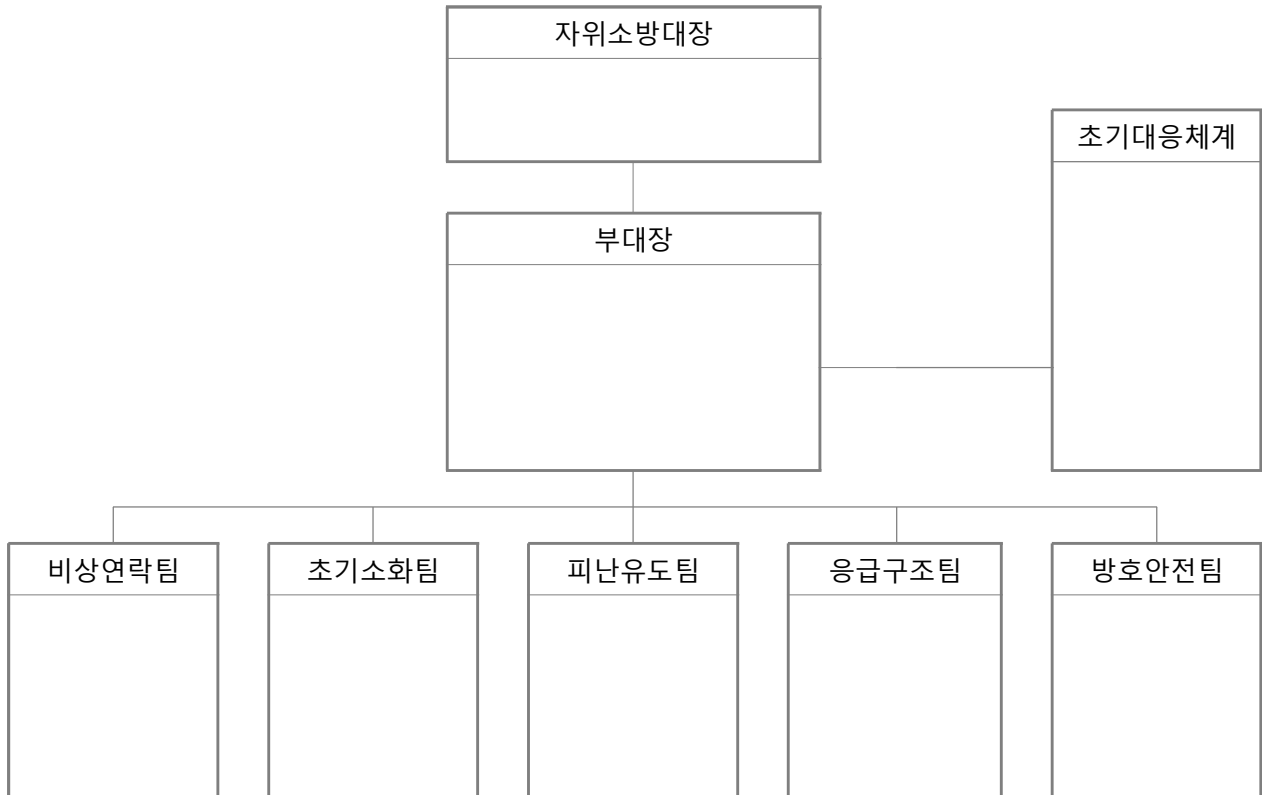 자위소방대장
초기대응체계
부대장
비상연락팀
초기소화팀
피난유도팀
응급구조팀
방호안전팀